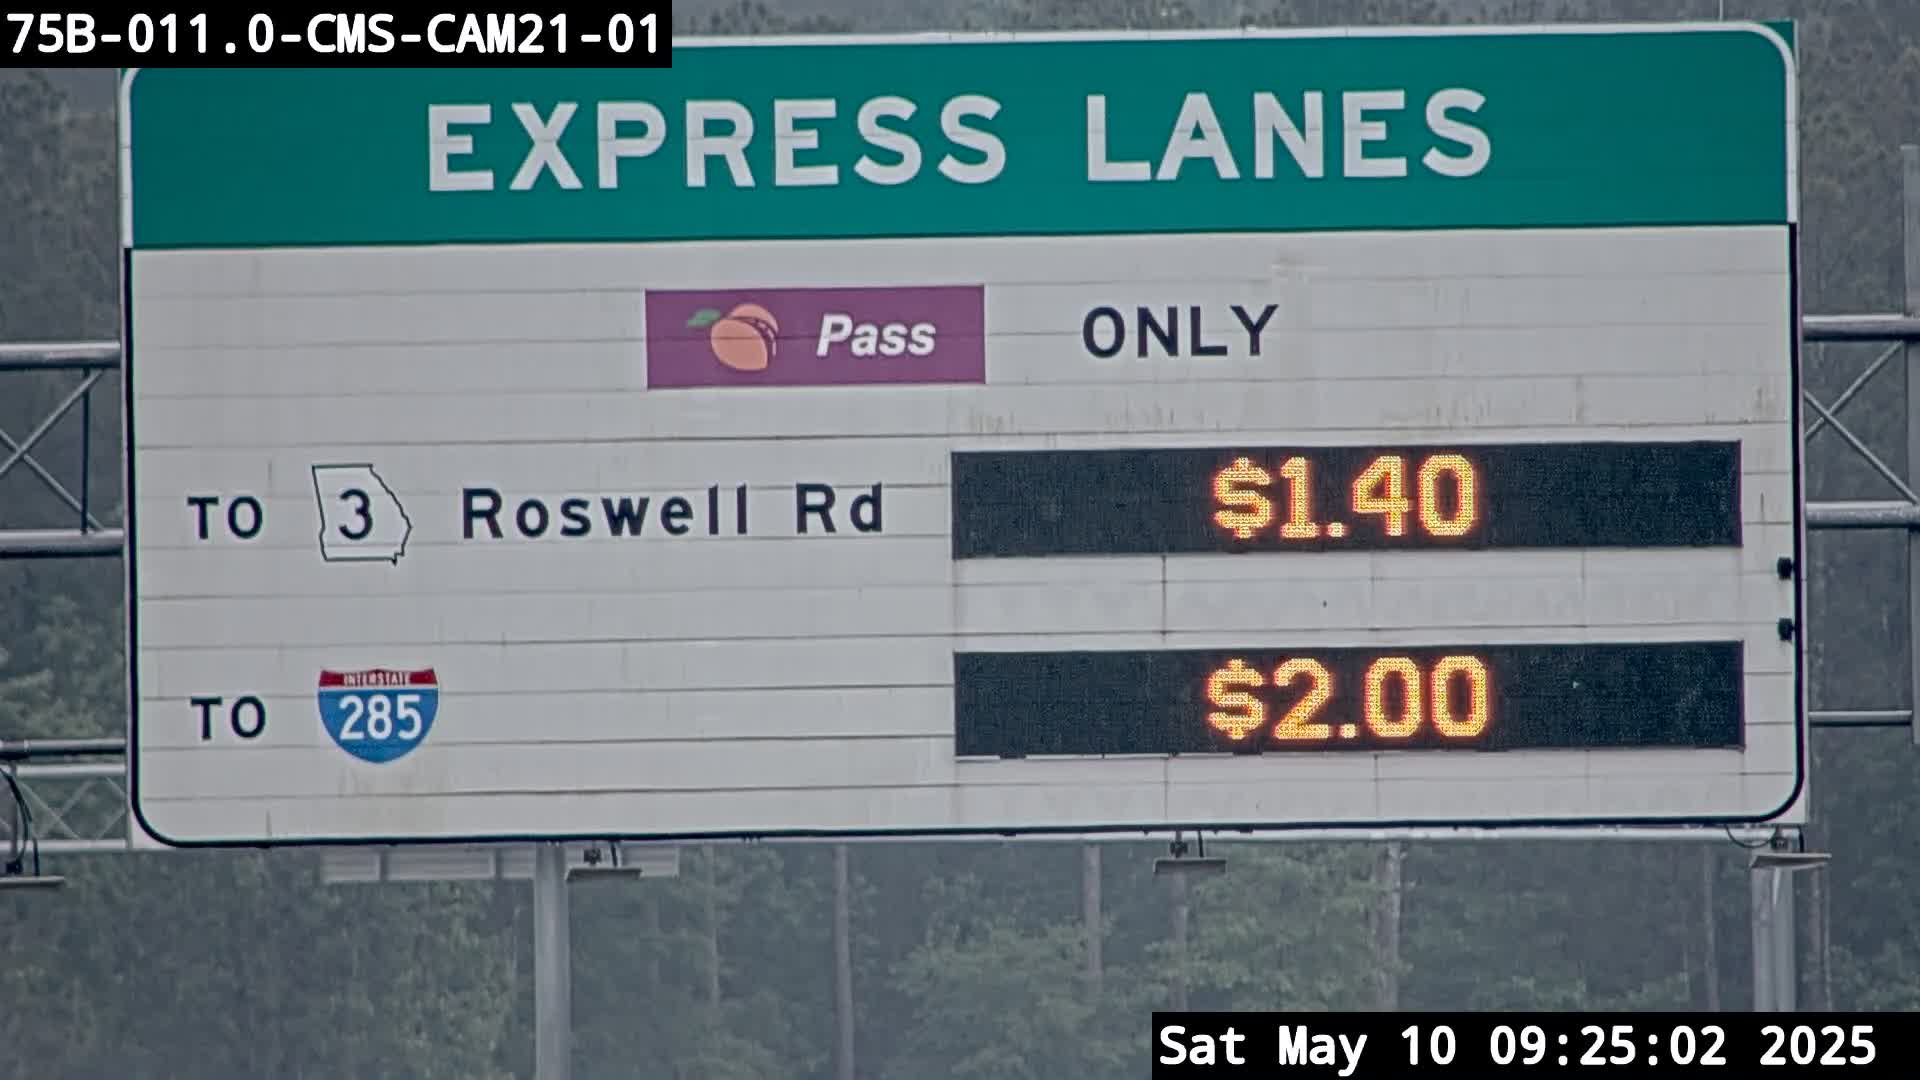 75B-011.0-CMS-CAM21-01
EXPRESS LANES
Pass ONLY
TO 3 Roswell Rd $1.40
TO INTERSTATE 285 $2.00
Sat May 10 09:25:02 2025